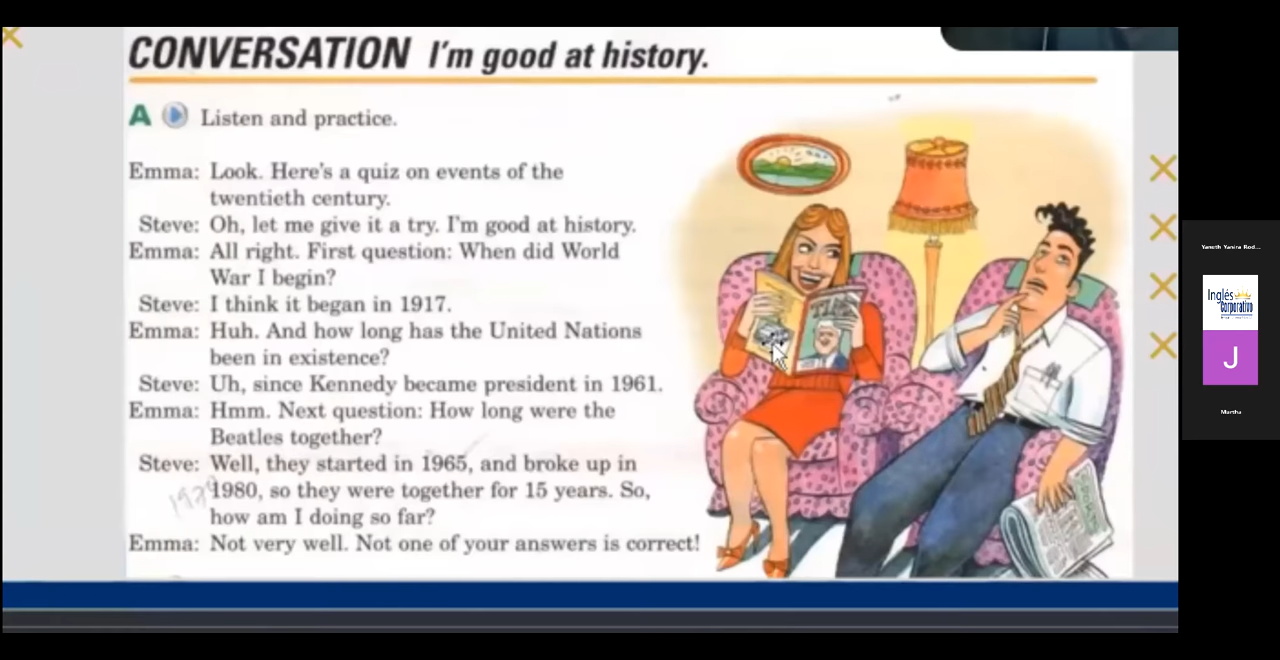 CONVERSATION I'm good at history.
A Listen and practice.
Emma: Look. Here's a quiz on events of the
twentieth century.
Steve: Oh, let me give it a try. I'm good at history.
Emma: All right. First question: When did World
War I begin?
Steve: I think it began in 1917.
Emma: Huh. And how long has the United Nations
been in existence?
Steve: Uh, since Kennedy became president in 1961.
Emma: Hmm. Next question: How long were the
Beatles together?
Steve: Well, they started in 1965, and broke up in
1980, so they were together for 15 years. So,
how am I doing so far?
Emma: Not very well. Not one of your answers is correct!
Yaneth Yanira Rod...
Inglés
Corporativo
J
Martha